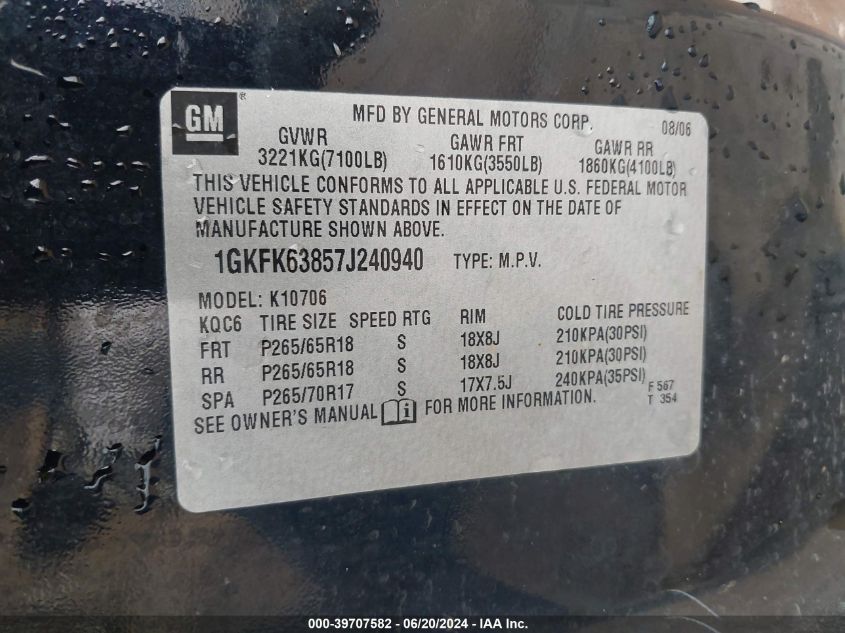 GM ®
MFD BY GENERAL MOTORS CORP. 08/06
GVWR GAWR FRT GAWR RR
3221KG(7100LB) 1610KG(3550LB) 1860KG(4100LB)
THIS VEHICLE CONFORMS TO ALL APPLICABLE U.S. FEDERAL MOTOR
VEHICLE SAFETY STANDARDS IN EFFECT ON THE DATE OF
MANUFACTURE SHOWN ABOVE.
1GKFK63857J240940 TYPE: M.P.V.
MODEL: K10706
KQC6 TIRE SIZE SPEED RTG RIM COLD TIRE PRESSURE
FRT P265/65R18 S 18X8J 210KPA(30PSI)
RR P265/65R18 S 18X8J 210KPA(30PSI)
SPA P265/70R17 S 17X7.5J 240KPA(35PSI)
SEE OWNER'S MANUAL i FOR MORE INFORMATION.
F 567
T 354
000-39707582 - 06/20/2024 - IAA Inc.